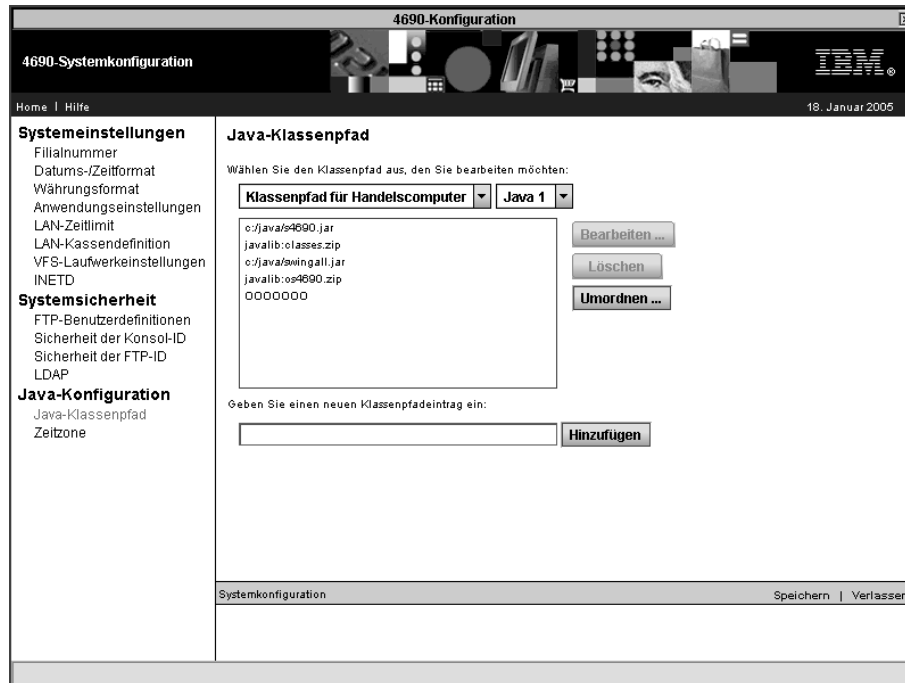 4690-Konfiguration
4690-Systemkonfiguration
IBM®
Home | Hilfe
18. Januar 2005
Systemeinstellungen
Filialnummer
Datums-/Zeitformat
Währungsformat
Anwendungseinstellungen
LAN-Zeitlimit
LAN-Kassendefinition
VFS-Laufwerkeinstellungen
INETD
Systemsicherheit
FTP-Benutzerdefinitionen
Sicherheit der Konsol-ID
Sicherheit der FTP-ID
LDAP
Java-Konfiguration
Java-Klassenpfad
Zeitzone
Java-Klassenpfad
Wählen Sie den Klassenpfad aus, den Sie bearbeiten möchten:
Klassenpfad für Handelscomputer
Java 1
c:/java/s4690.jar
javalib:classes.zip
c:/java/swingall.jar
javalib:os4690.zip
OOOOOOO
Bearbeiten ...
Löschen
Umordnen ...
Geben Sie einen neuen Klassenpfadeintrag ein:
Hinzufügen
Systemkonfiguration
Speichern | Verlassen